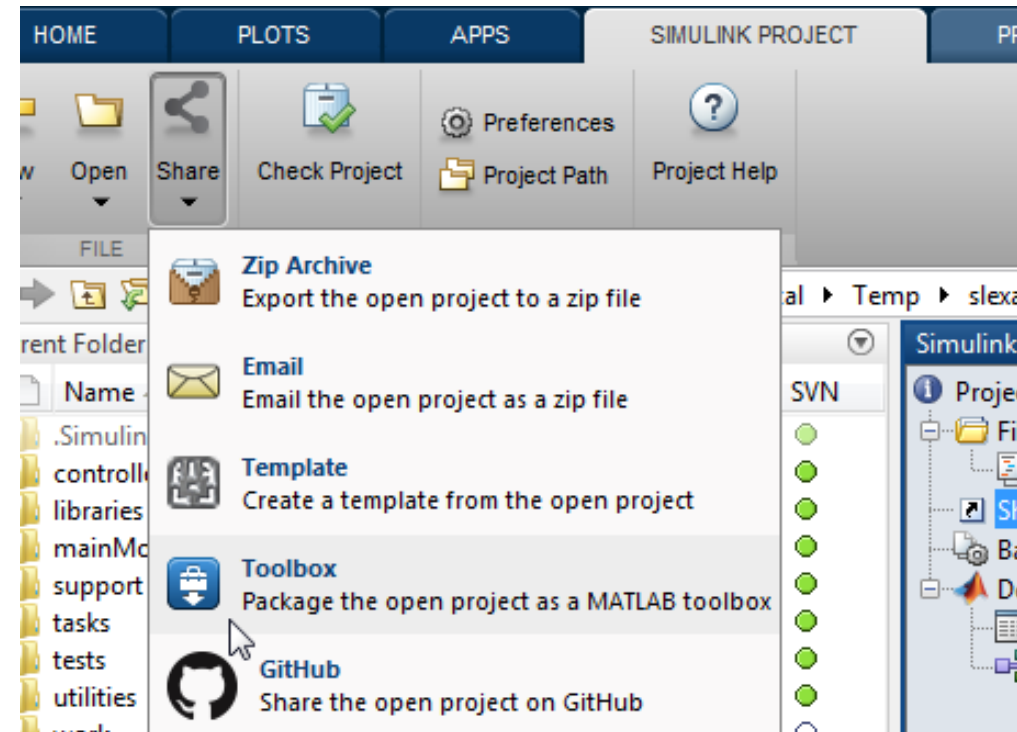 HOME PLOTS APPS SIMULINK PROJECT
Open Share Check Project Preferences Project Help
Project Path
FILE
Zip Archive
Export the open project to a zip file
Temp
Folder
Simulink
Email
Name
Email the open project as a zip file
SVN
Template
Create a template from the open project
libraries
Toolbox
support
Package the open project as a MATLAB toolbox
tasks
tests
GitHub
utilities
Share the open project on GitHub